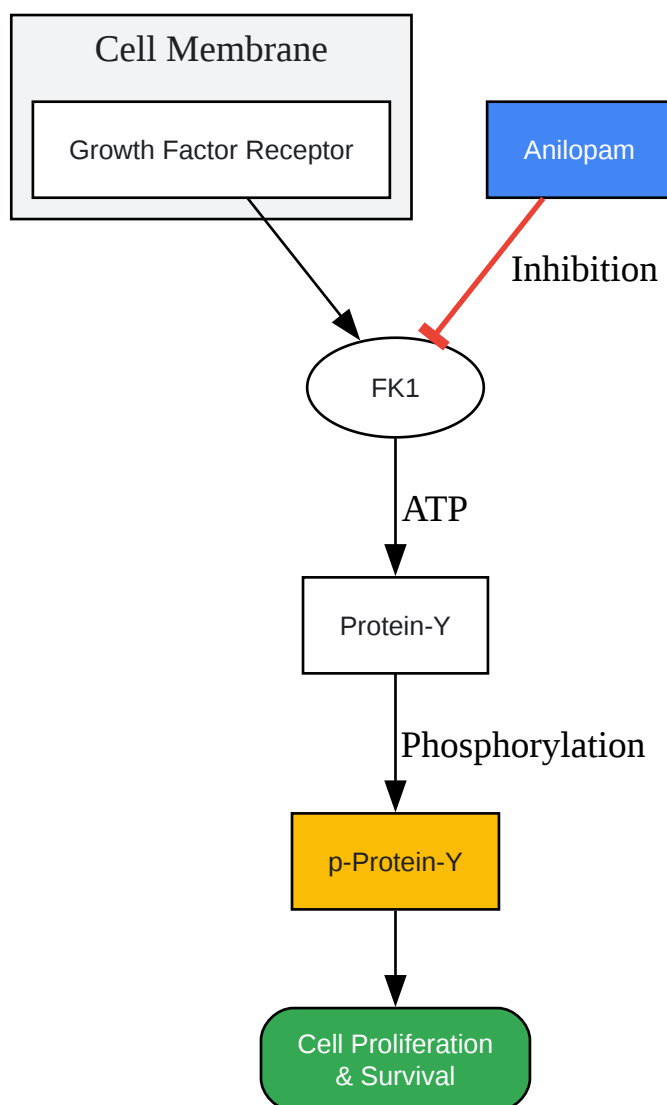 Cell Membrane
Growth Factor Receptor
Anilopam
Inhibition
FK1
ATP
Protein-Y
Phosphorylation
p-Protein-Y
Cell Proliferation
& Survival